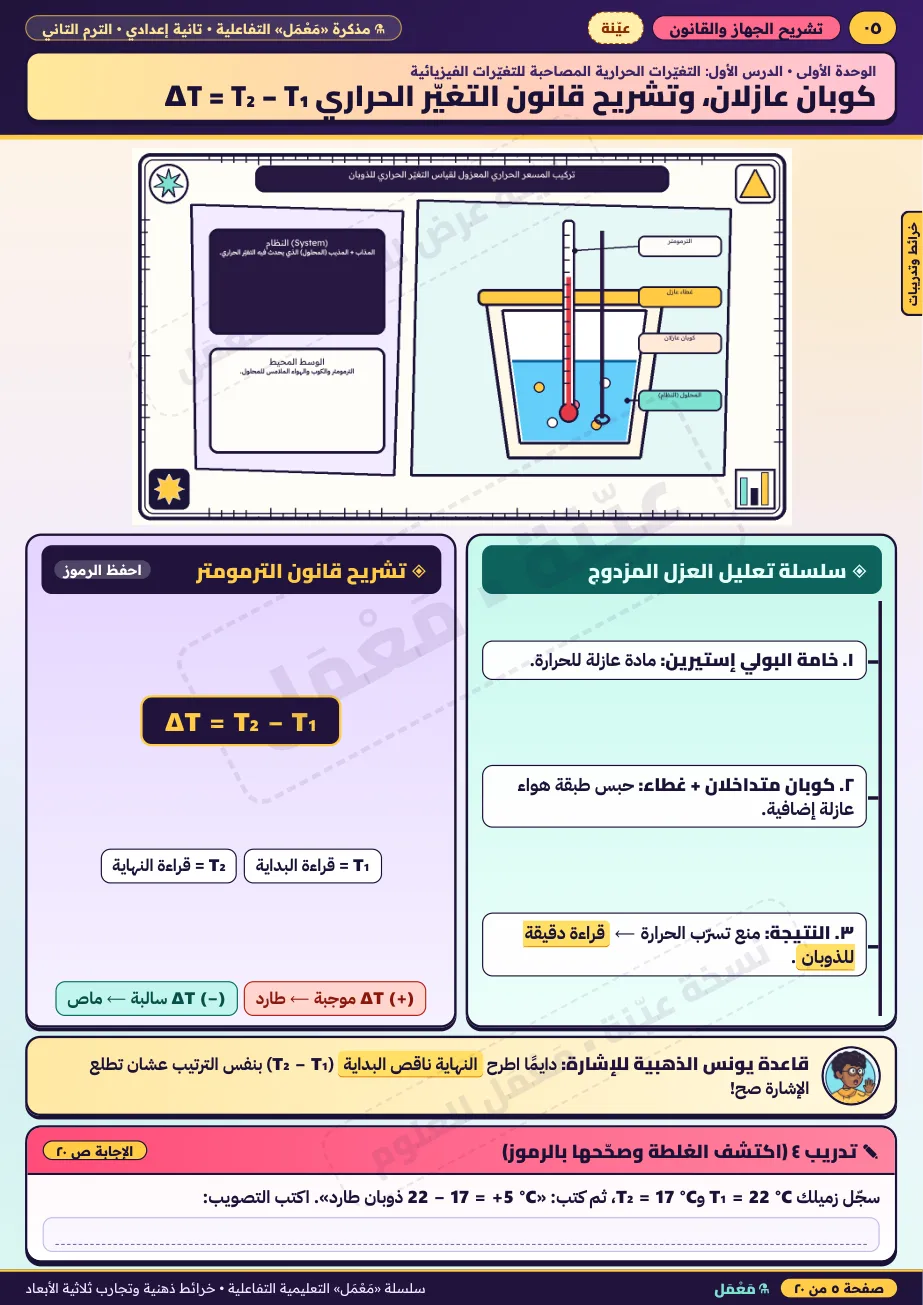 ٠٥
تشريح الجهاز والقانون
عيّنة
⚗ مذكرة «مَعْمَل» التفاعلية • تانية إعدادي • الترم التاني
الوحدة الأولى • الدرس الأول: التغيّرات الحرارية المصاحبة للتغيّرات الفيزيائية
كوبان عازلان، وتشريح قانون التغيّر الحراري ΔT = T₂ − T₁
خرائط وتدريبات
تركيب المسعر الحراري المعزول لقياس التغيّر الحراري للذوبان
الترمومتر
غطاء عازل
كوبان عازلان
المحلول (النظام)
النظام (System)
المذاب + المذيب (المحلول) الذي يحدث فيه التغيّر الحراري.
الوسط المحيط
الترمومتر والكوب والهواء الملامس للمحلول.
◈ سلسلة تعليل العزل المزدوج
١. خامة البولي إستيرين: مادة عازلة للحرارة.
٢. كوبان متداخلان + غطاء: حبس طبقة هواء
عازلة إضافية.
٣. النتيجة: منع تسرّب الحرارة ← قراءة دقيقة
للذوبان.
◈ تشريح قانون الترمومتر
احفظ الرموز
ΔT = T₂ − T₁
T₁ = قراءة البداية
T₂ = قراءة النهاية
(+) ΔT موجبة ← طارد
(−) ΔT سالبة ← ماص
قاعدة يونس الذهبية للإشارة: دايمًا اطرح النهاية ناقص البداية (T₂ − T₁) بنفس الترتيب عشان تطلع
الإشارة صح!
✎ تدريب ٤ (اكتشف الغلطة وصحّحها بالرموز)
الإجابة ص ٢٠
سجّل زميلك T₁ = 22 °C وT₂ = 17 °C، ثم كتب: «22 − 17 = +5 °C ذوبان طارد». اكتب التصويب:
صفحة ٥ من ٢٠
⚗ مَعْمَل
سلسلة «مَعْمَل» التعليمية التفاعلية • خرائط ذهنية وتجارب ثلاثية الأبعاد
عيّنة • مَعْمَل
نسخة عيّنة • مَعْمَل للعلوم